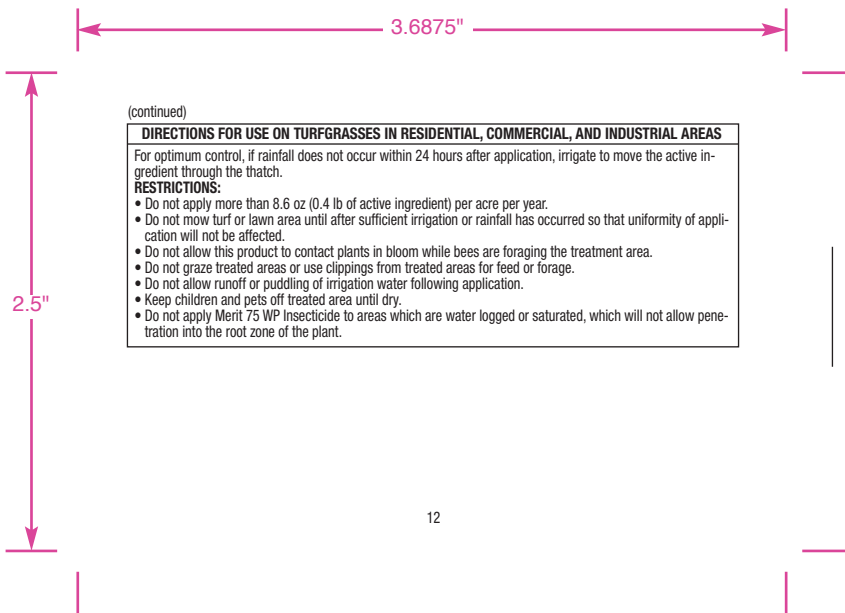 3.6875"
(continued)
DIRECTIONS FOR USE ON TURFGRASSES IN RESIDENTIAL, COMMERCIAL, AND INDUSTRIAL AREAS
For optimum control, if rainfall does not occur within 24 hours after application, irrigate to move the active in-
gredient through the thatch.
RESTRICTIONS:
• Do not apply more than 8.6 oz (0.4 lb of active ingredient) per acre per year.
• Do not mow turf or lawn area until after sufficient irrigation or rainfall has occurred so that uniformity of appli-
cation will not be affected.
• Do not allow this product to contact plants in bloom while bees are foraging the treatment area.
• Do not graze treated areas or use clippings from treated areas for feed or forage.
• Do not allow runoff or puddling of irrigation water following application.
• Keep children and pets off treated area until dry.
• Do not apply Merit 75 WP Insecticide to areas which are water logged or saturated, which will not allow pene-
tration into the root zone of the plant.
2.5"
12